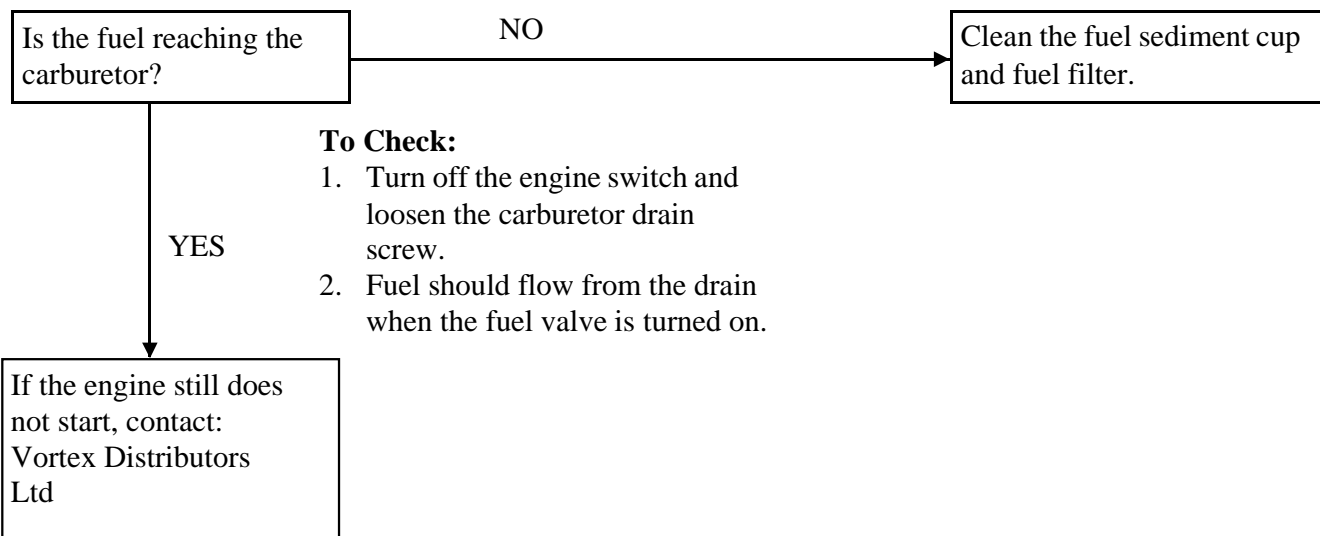 Is the fuel reaching the
carburetor?
NO
Clean the fuel sediment cup
and fuel filter.
To Check:
1. Turn off the engine switch and
loosen the carburetor drain
screw.
2. Fuel should flow from the drain
when the fuel valve is turned on.
YES
If the engine still does
not start, contact:
Vortex Distributors
Ltd